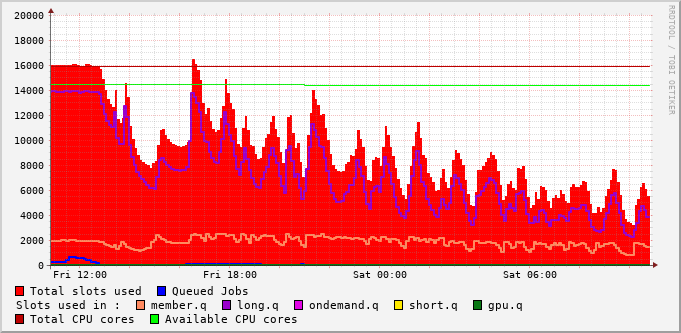 20000
18000
16000
14000
12000
10000
8000
6000
4000
2000
0
Fri 12:00 Fri 18:00 Sat 00:00 Sat 06:00
RRDTOOL / TOBI OETIKER
Total slots used Queued Jobs
Slots used in : member.q long.q ondemand.q short.q gpu.q
Total CPU cores Available CPU cores